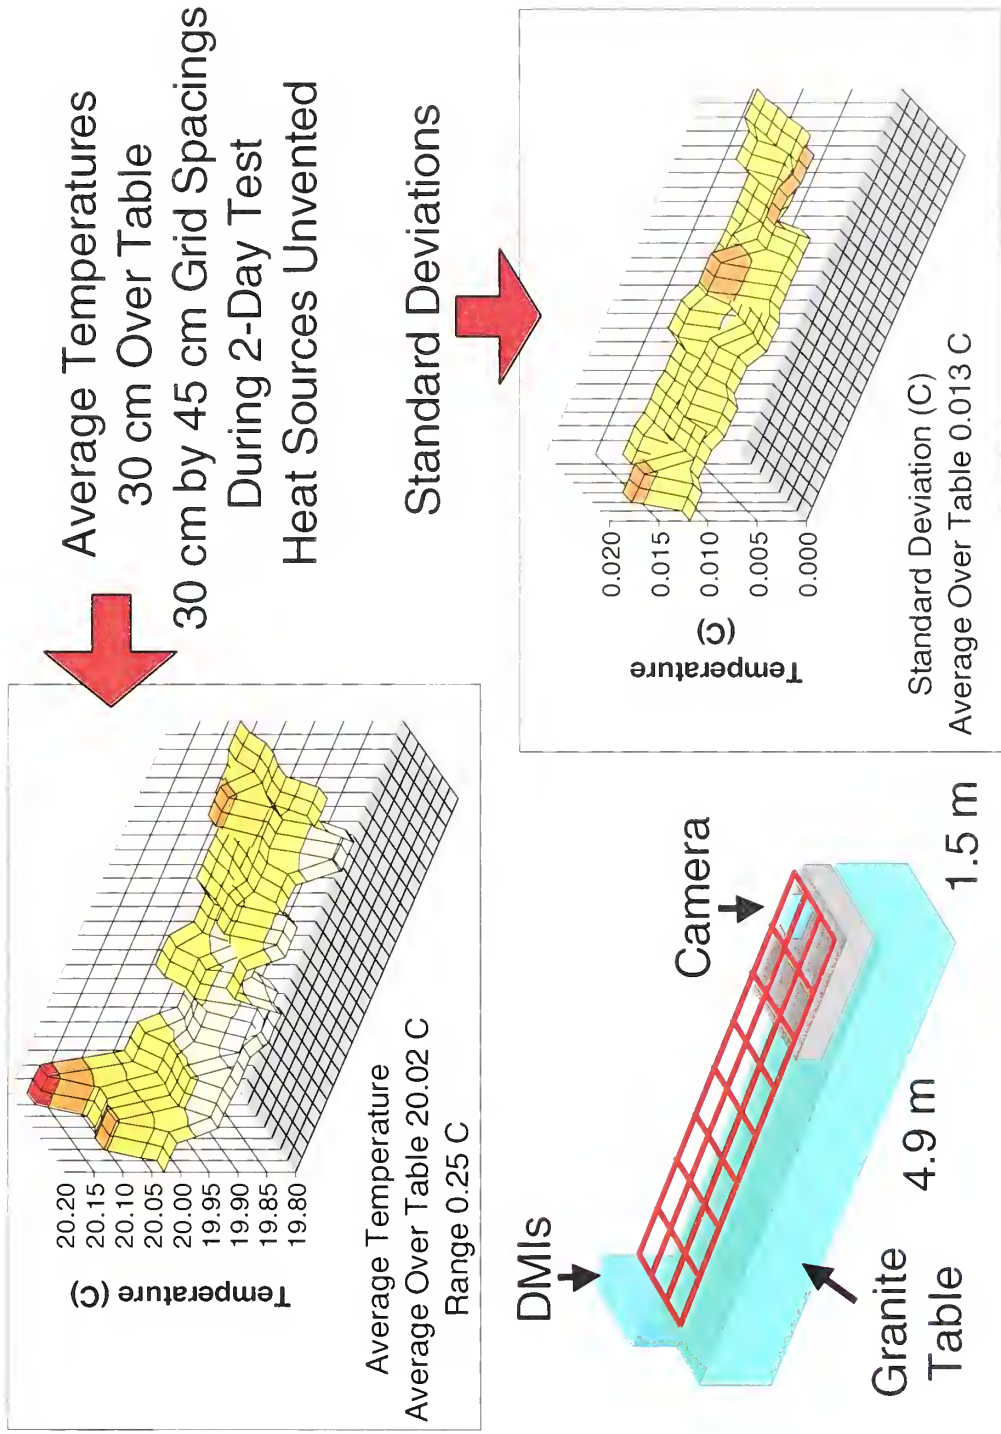 Average Temperatures
30 cm Over Table
30 cm by 45 cm Grid Spacings
During 2-Day Test
Heat Sources Unvented
Temperature (C)
20.20
20.15
20.10
20.05
20.00
19.95
19.90
19.85
19.80
Average Temperature
Average Over Table 20.02 C
Range 0.25 C
Standard Deviations
Temperature
(C)
0.020
0.015
0.010
0.005
0.000
Standard Deviation (C)
Average Over Table 0.013 C
DMIs
Camera
Granite
Table
4.9 m
1.5 m